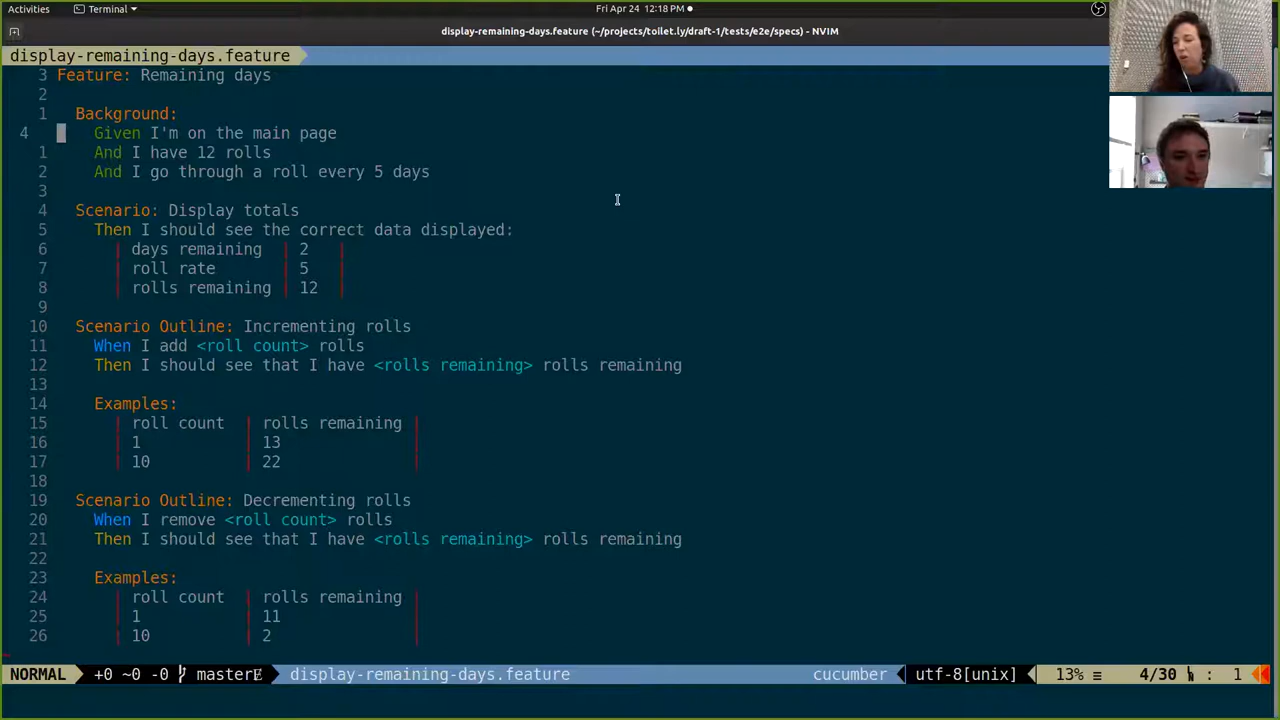 Activities Terminal Fri Apr 24 12:18 PM
display-remaining-days.feature (~/projects/toilet.ly/draft-1/tests/e2e/specs) - NVIM
display-remaining-days.feature
3 Feature: Remaining days
2
1 Background:
4 Given I'm on the main page
1 And I have 12 rolls
2 And I go through a roll every 5 days
3
4 Scenario: Display totals
5 Then I should see the correct data displayed:
6 | days remaining | 2 |
7 | roll rate | 5 |
8 | rolls remaining | 12 |
9
10 Scenario Outline: Incrementing rolls
11 When I add <roll count> rolls
12 Then I should see that I have <rolls remaining> rolls remaining
13
14 Examples:
15 | roll count | rolls remaining |
16 | 1 | 13 |
17 | 10 | 22 |
18
19 Scenario Outline: Decrementing rolls
20 When I remove <roll count> rolls
21 Then I should see that I have <rolls remaining> rolls remaining
22
23 Examples:
24 | roll count | rolls remaining |
25 | 1 | 11 |
26 | 10 | 2 |
NORMAL +0 ~0 -0 master display-remaining-days.feature cucumber utf-8[unix] 13% 4/30 : 1